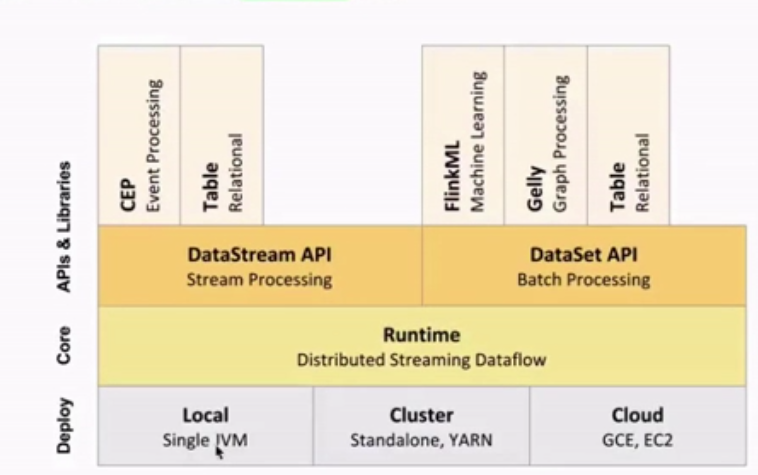 APIs & Libraries
CEP
Event Processing
Table
Relational
FlinkML
Machine Learning
Gelly
Graph Processing
Table
Relational
DataStream API
Stream Processing
DataSet API
Batch Processing
Core
Runtime
Distributed Streaming Dataflow
Deploy
Local
Single JVM
Cluster
Standalone, YARN
Cloud
GCE, EC2